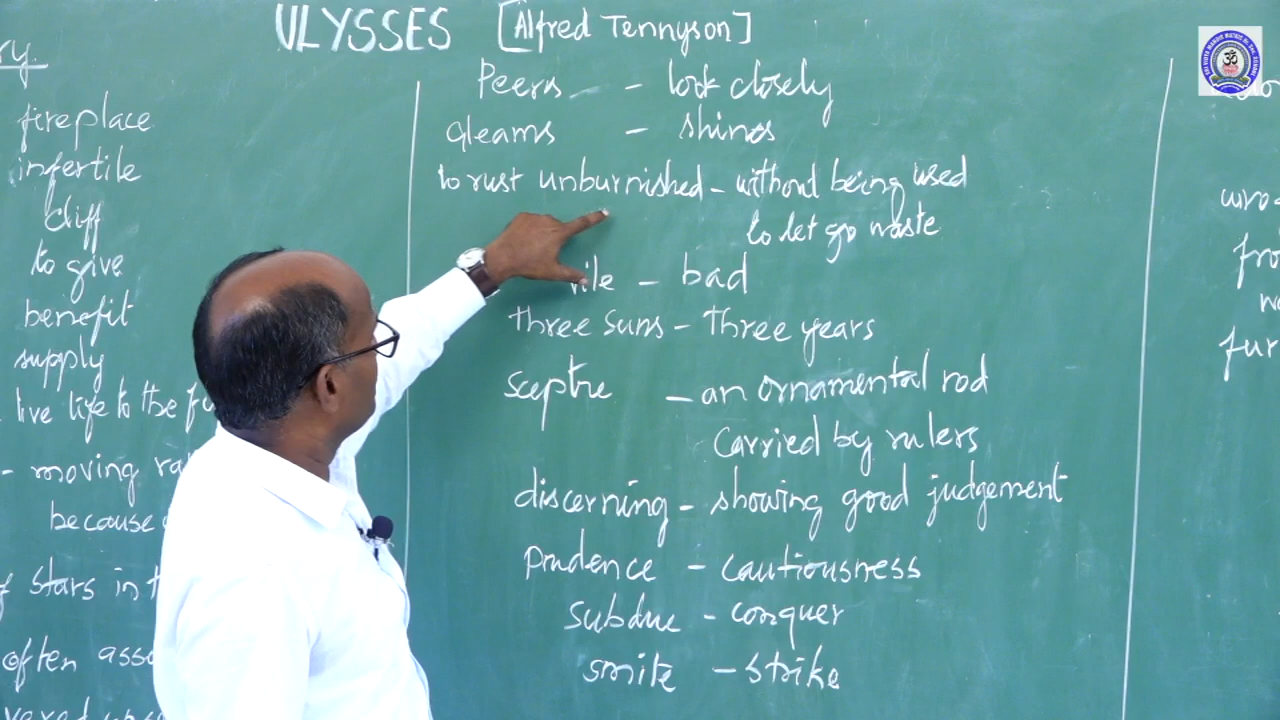 ULYSSES [Alfred Tennyson]
fireplace
infertile
cliff
to give
benefit
supply
live life to the
- moving
because
stars in
often
Peers - look closely
gleams - shines
to rust unburnished - without being used
to let go waste
vile - bad
three suns - three years
sceptre - an ornamental rod
carried by rulers
discerning - showing good judgement
prudence - cautiousness
subdue - conquer
smite - strike